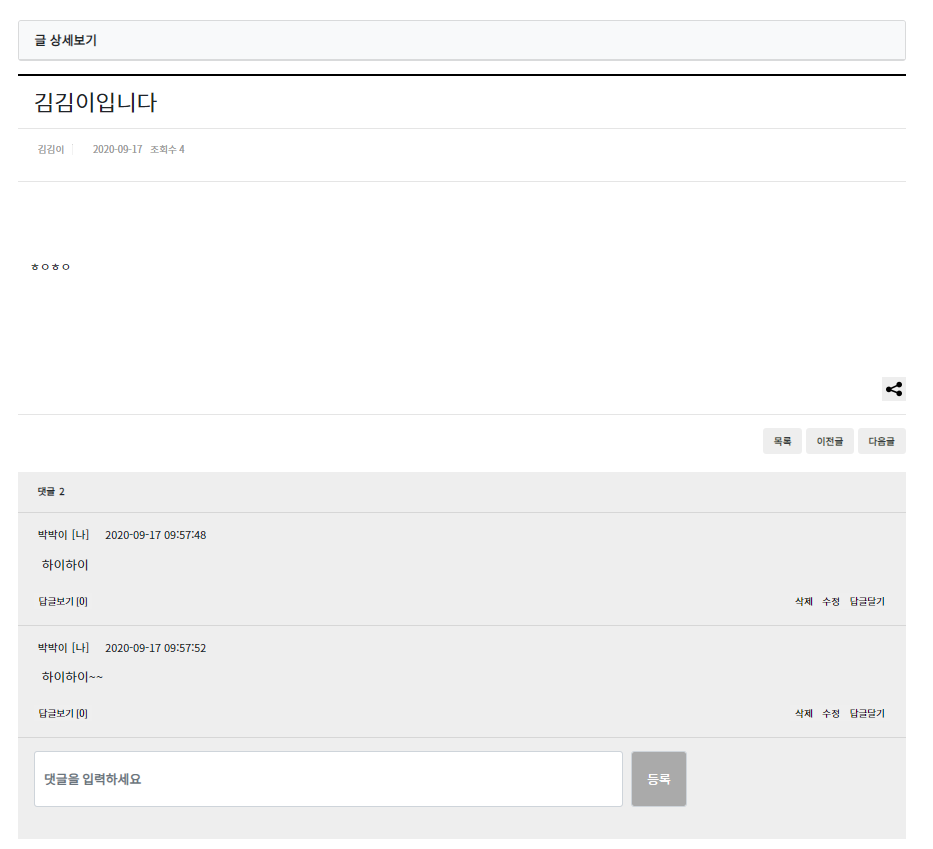 글 상세보기
김김이입니다
김김이 2020-09-17 조회수 4
ㅎㅇㅎㅇ
목록 이전글 다음글
댓글 2
박박이 [나] 2020-09-17 09:57:48
하이하이
답글보기 [0] 삭제 수정 답글달기
박박이 [나] 2020-09-17 09:57:52
하이하이~~
답글보기 [0] 삭제 수정 답글달기
댓글을 입력하세요 등록